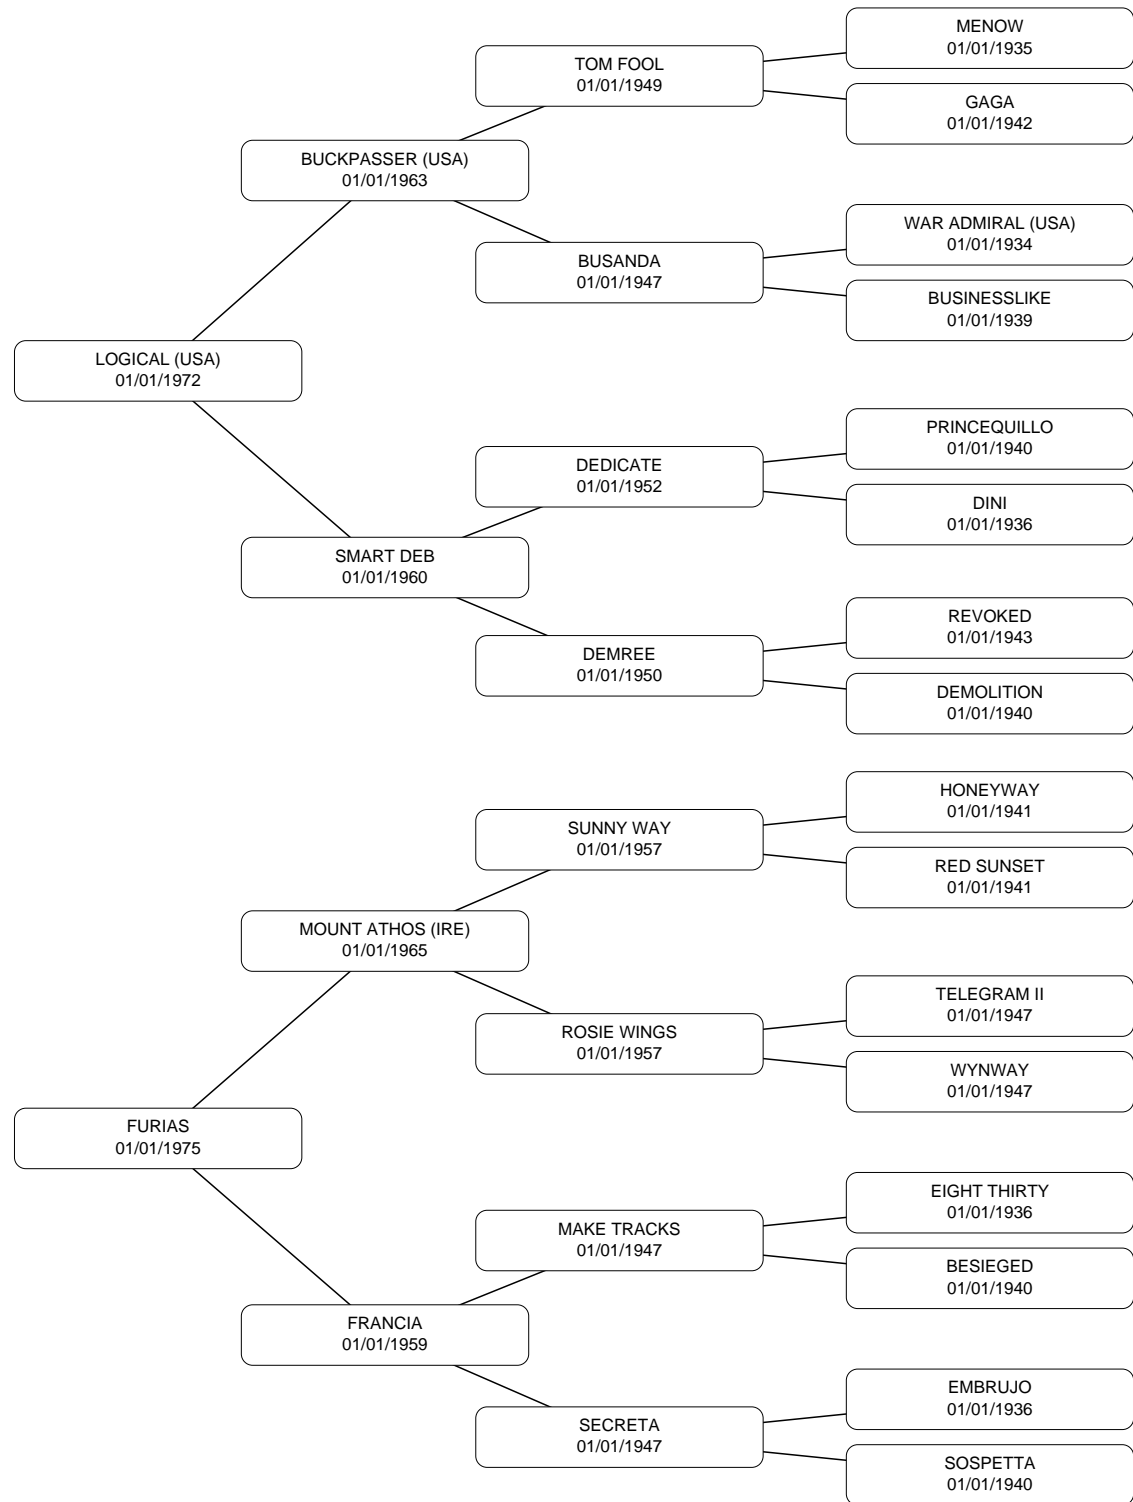 MENOW
01/01/1935
TOM FOOL
01/01/1949
GAGA
01/01/1942
BUCKPASSER (USA)
01/01/1963
WAR ADMIRAL (USA)
01/01/1934
BUSANDA
01/01/1947
BUSINESSLIKE
01/01/1939
LOGICAL (USA)
01/01/1972
PRINCEQUILLO
01/01/1940
DEDICATE
01/01/1952
DINI
01/01/1936
SMART DEB
01/01/1960
REVOKED
01/01/1943
DEMREE
01/01/1950
DEMOLITION
01/01/1940
HONEYWAY
01/01/1941
SUNNY WAY
01/01/1957
RED SUNSET
01/01/1941
MOUNT ATHOS (IRE)
01/01/1965
TELEGRAM II
01/01/1947
ROSIE WINGS
01/01/1957
WYNWAY
01/01/1947
FURIAS
01/01/1975
EIGHT THIRTY
01/01/1936
MAKE TRACKS
01/01/1947
BESIEGED
01/01/1940
FRANCIA
01/01/1959
EMBRUJO
01/01/1936
SECRETA
01/01/1947
SOSPETTA
01/01/1940